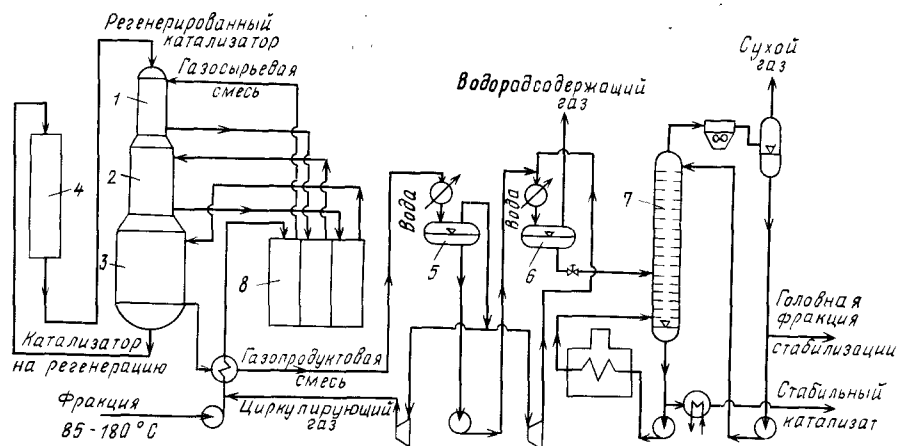 Регенерированный
катализатор
Газосырьевая
смесь
1
2
3
4
Катализатор
на регенерацию
Фракция
85-180°С
8
Газопродуктовая
смесь
Циркулирующий
газ
Вода
5
Водородсодержащий
газ
Вода
6
7
Сухой
газ
Головная
фракция
стабилизации
Стабильный
катализат